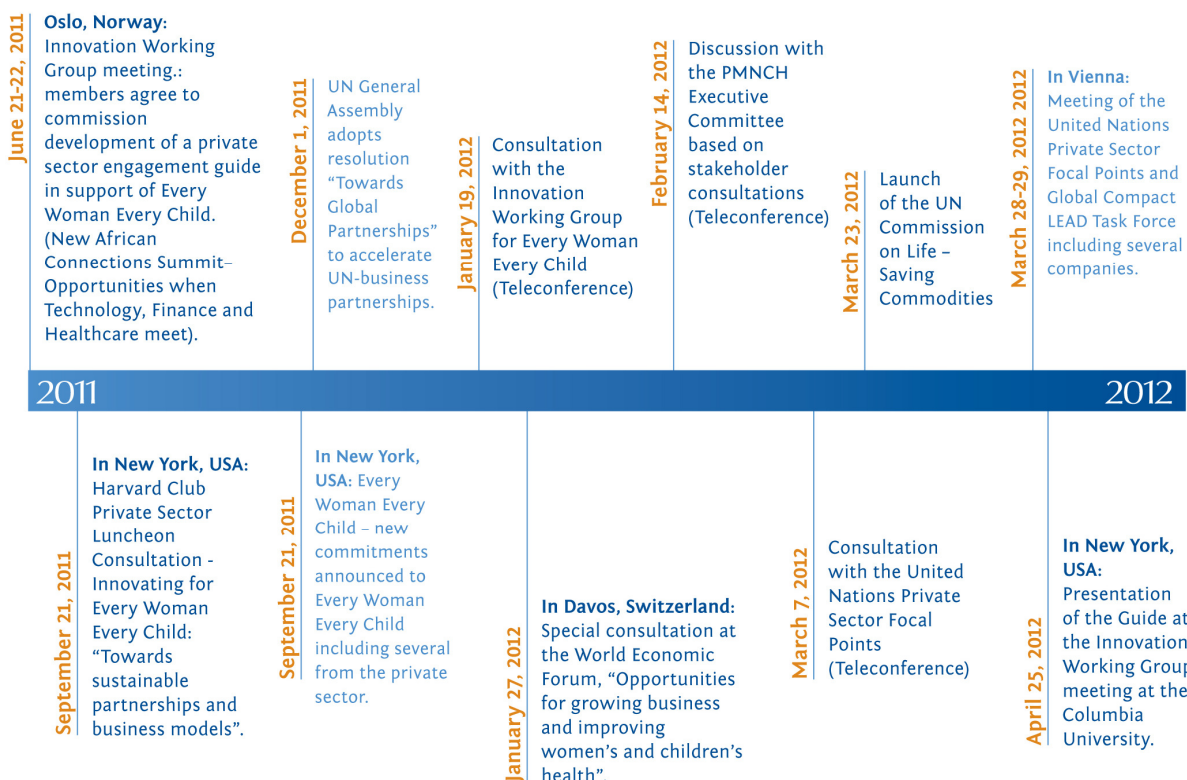 June 21-22, 2011
Oslo, Norway:
Innovation Working
Group meeting.:
members agree to
commission
development of a private
sector engagement guide
in support of Every
Woman Every Child.
(New African
Connections Summit–
Opportunities when
Technology, Finance and
Healthcare meet).
December 1, 2011
UN General
Assembly
adopts
resolution
“Towards
Global
Partnerships”
to accelerate
UN-business
partnerships.
January 19, 2012
Consultation
with the
Innovation
Working Group
for Every Woman
Every Child
(Teleconference)
February 14, 2012
Discussion with
the PMNCH
Executive
Committee
based on
stakeholder
consultations
(Teleconference)
March 23, 2012
Launch
of the UN
Commission
on Life –
Saving
Commodities
March 28-29, 2012 2012
In Vienna:
Meeting of the
United Nations
Private Sector
Focal Points and
Global Compact
LEAD Task Force
including several
companies.
2011
2012
September 21, 2011
In New York, USA:
Harvard Club
Private Sector
Luncheon
Consultation -
Innovating for
Every Woman
Every Child:
“Towards
sustainable
partnerships and
business models”.
September 21, 2011
In New York,
USA: Every
Woman Every
Child – new
commitments
announced to
Every Woman
Every Child
including several
from the private
sector.
January 27, 2012
In Davos, Switzerland:
Special consultation at
the World Economic
Forum, “Opportunities
for growing business
and improving
women’s and children’s
health”
March 7, 2012
Consultation
with the United
Nations Private
Sector Focal
Points
(Teleconference)
April 25, 2012
In New York,
USA:
Presentation
of the Guide at
the Innovation
Working Group
meeting at the
Columbia
University.